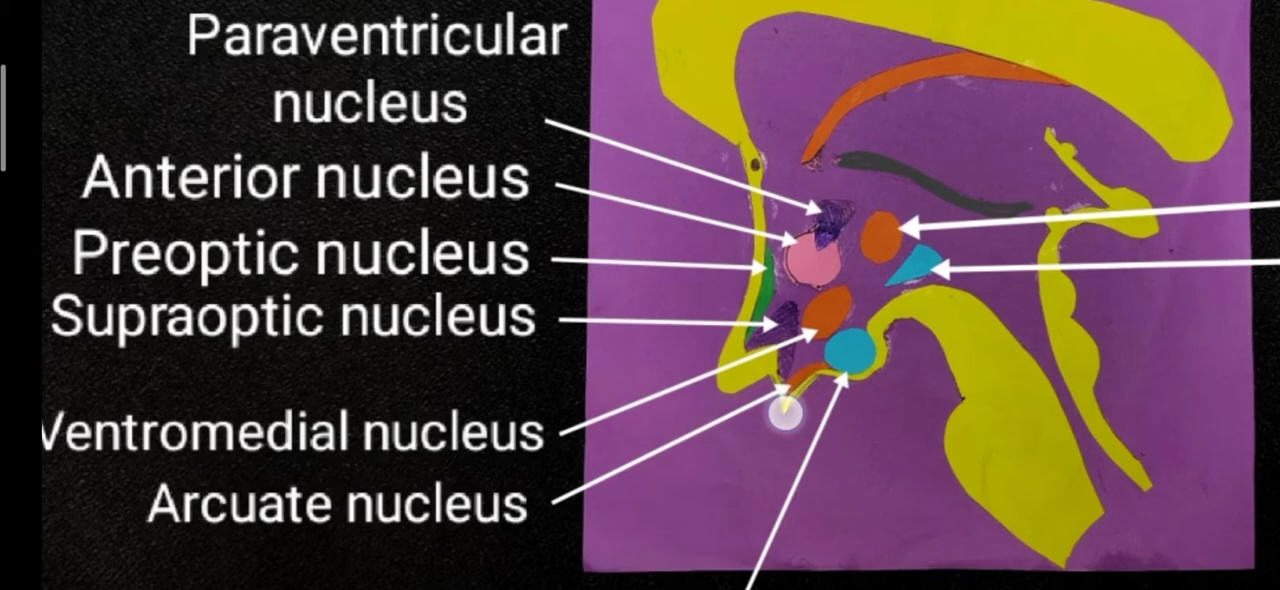 Paraventricular
nucleus
Anterior nucleus
Preoptic nucleus
Supraoptic nucleus
Ventromedial nucleus
Arcuate nucleus